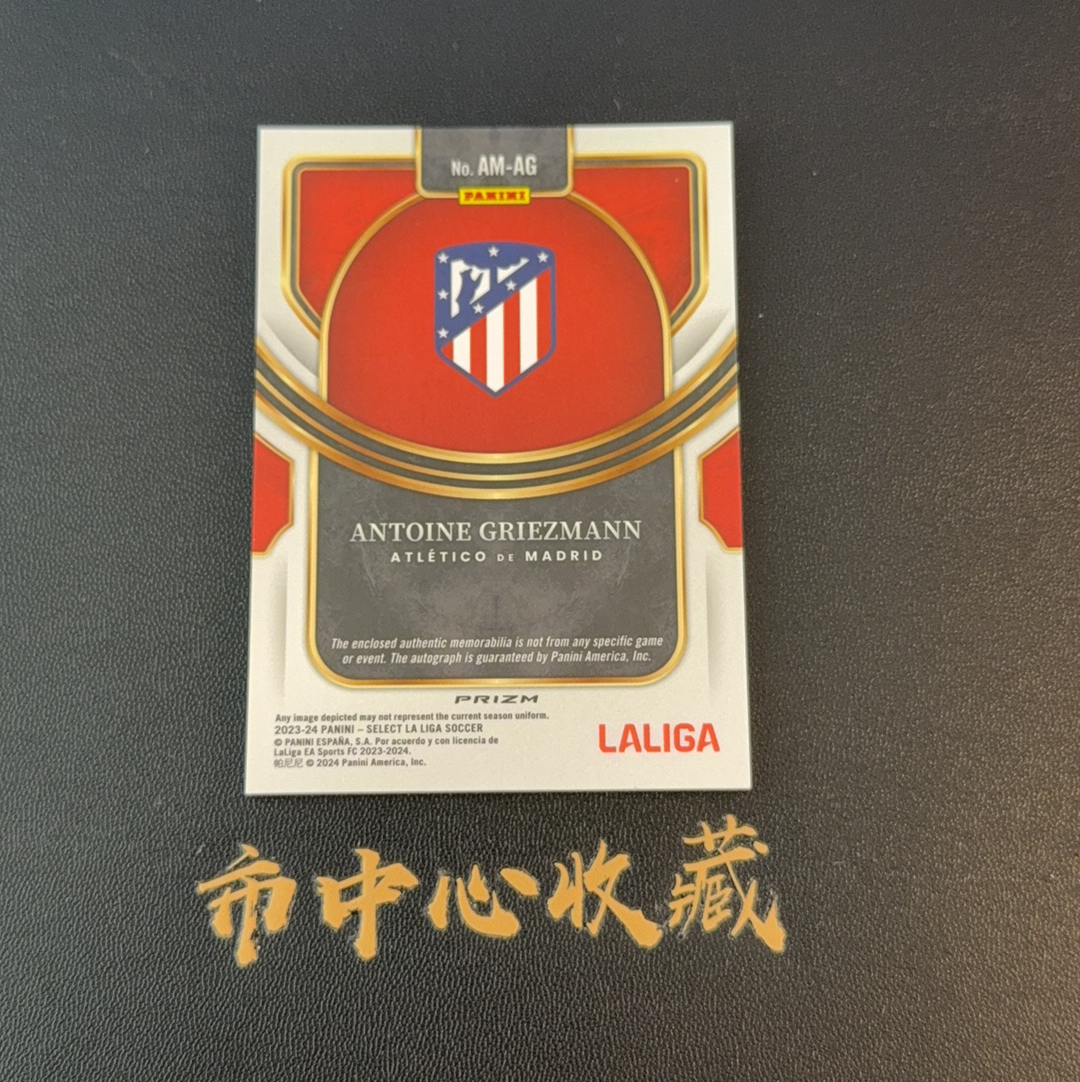 No. AM-AG
PANINI
ANTOINE GRIEZMANN
ATLÉTICO DE MADRID
The enclosed authentic memorabilia is not from any specific game
or event. The autograph is guaranteed by Panini America, Inc.
PRIZM
Any image depicted may not represent the current season uniform.
2023-24 PANINI – SELECT LA LIGA SOCCER
© PANINI ESPAÑA, S.A. Por acuerdo y con licencia de
LaLiga EA Sports FC 2023-2024.
帕尼尼 © 2024 Panini America, Inc.
LALIGA
市中心收藏